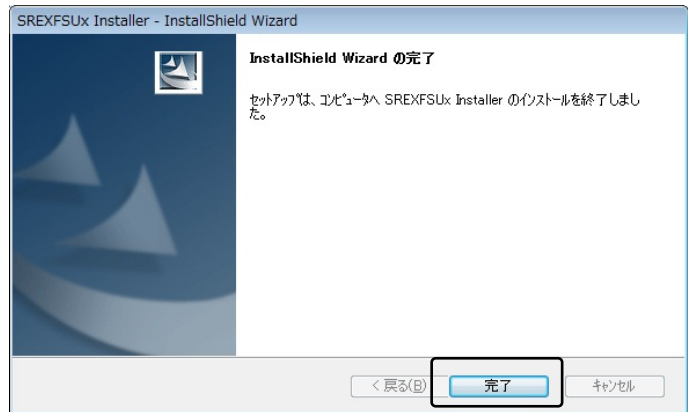 SREXFSUx Installer - InstallShield Wizard
InstallShield Wizard の完了
セットアップは、コンピュータへ SREXFSUx Installer のインストールを終了しまし
た。
< 戻る(B)
完了
キャンセル